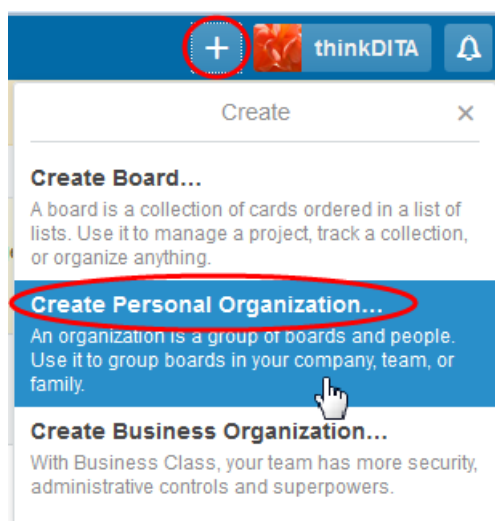 + thinkDITA
Create ×
Create Board...
A board is a collection of cards ordered in a list of
lists. Use it to manage a project, track a collection,
or organize anything.
Create Personal Organization...
An organization is a group of boards and people.
Use it to group boards in your company, team, or
family.
Create Business Organization...
With Business Class, your team has more security,
administrative controls and superpowers.